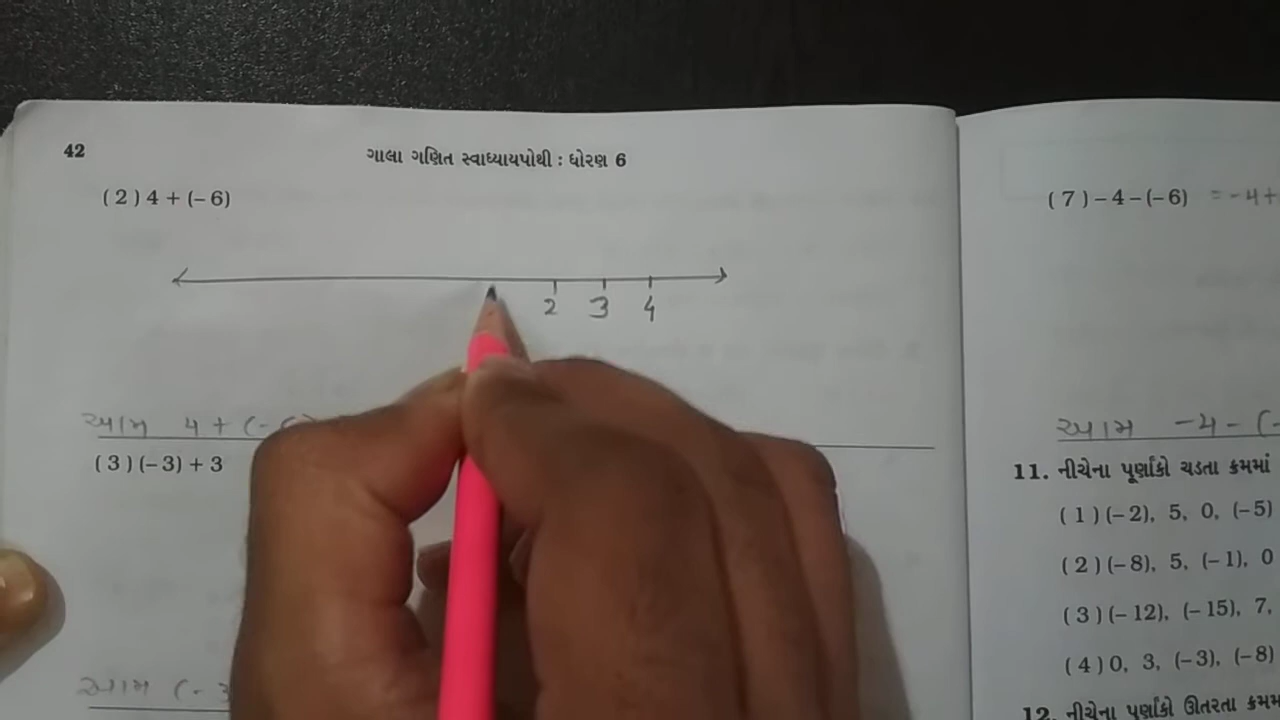 42
ગાલા ગણિત સ્વાધ્યાયપોથી : ધોરણ 6
(2) 4 + (– 6)
2 3 4
આમ 4 + (-
(3) (– 3) + 3
આમ (- 3
(7) – 4 – (– 6) = -4+
આમ -4 - (-
11. નીચેના પૂર્ણાંકો ચડતા ક્રમમાં
(1) (– 2), 5, 0, (– 5)
(2) (– 8), 5, (– 1), 0
(3) (– 12), (– 15), 7,
(4) 0, 3, (– 3), (– 8)
12. નીચેના પૂર્ણાંકો ઊતરતા